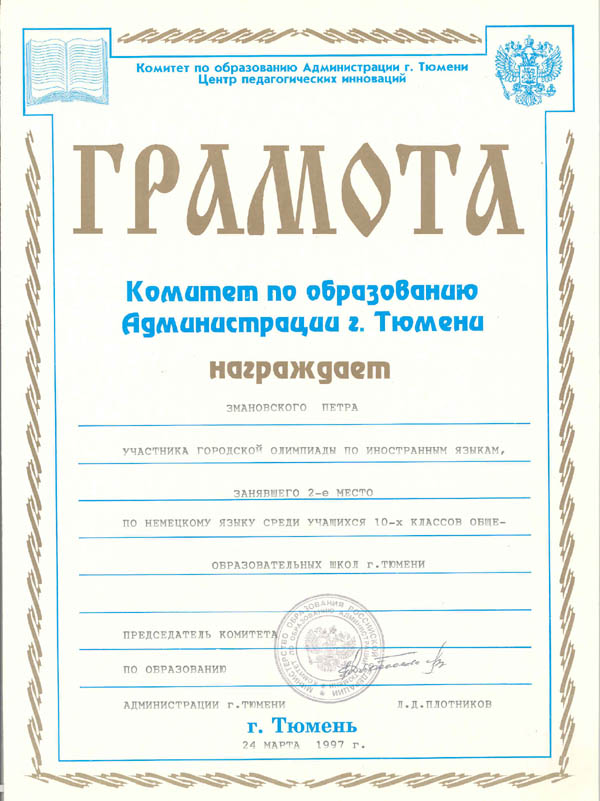 Комитет по образованию Администрации г. Тюмени
Центр педагогических инноваций
ГРАМОТА
Комитет по образованию
Администрации г. Тюмени
награждает
ЗМАНОВСКОГО ПЕТРА
УЧАСТНИКА ГОРОДСКОЙ ОЛИМПИАДЫ ПО ИНОСТРАННЫМ ЯЗЫКАМ,
ЗАНЯВШЕГО 2-е МЕСТО
ПО НЕМЕЦКОМУ ЯЗЫКУ СРЕДИ УЧАЩИХСЯ 10-х КЛАССОВ ОБЩЕ-
ОБРАЗОВАТЕЛЬНЫХ ШКОЛ г.ТЮМЕНИ
ПРЕДСЕДАТЕЛЬ КОМИТЕТА
ПО ОБРАЗОВАНИЮ
АДМИНИСТРАЦИИ г.ТЮМЕНИ Л.Д.ПЛОТНИКОВ
г. Тюмень
24 МАРТА 1997 г.